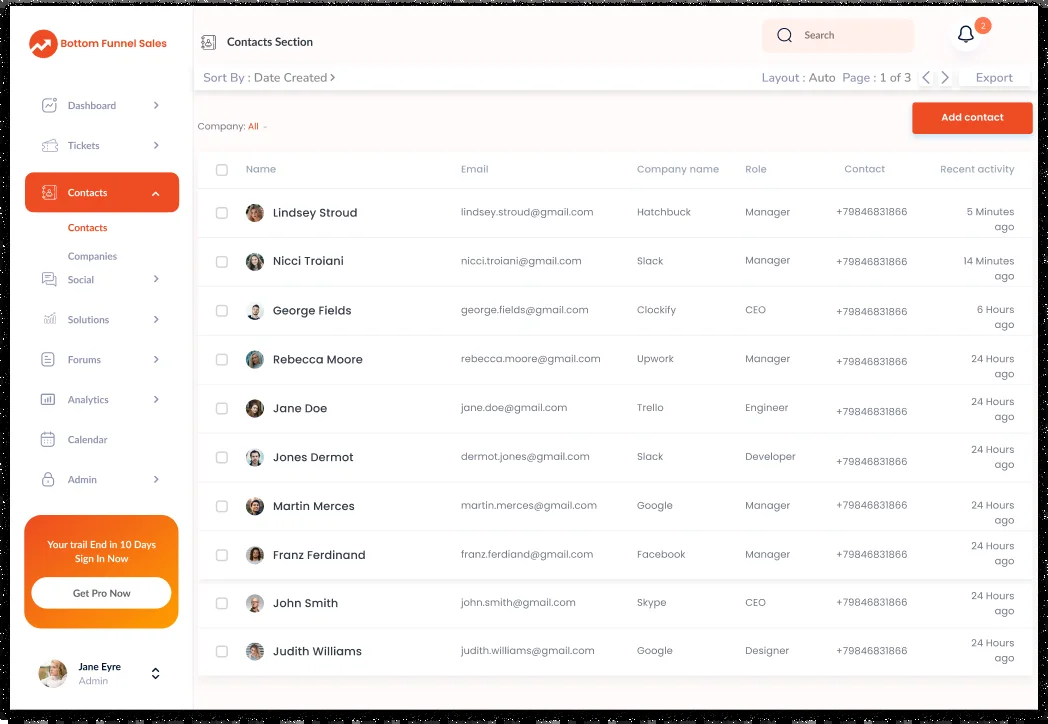 Bottom Funnel Sales
Contacts Section
Search
2
Sort By : Date Created >
Layout : Auto Page : 1 of 3 < > Export
Company: All -
Add contact
Dashboard
Tickets
Contacts
Contacts
Companies
Social
Solutions
Forums
Analytics
Calendar
Admin
Your trail End in 10 Days
Sign In Now
Get Pro Now
Jane Eyre
Admin
Name Email Company name Role Contact Recent activity
Lindsey Stroud lindsey.stroud@gmail.com Hatchbuck Manager +79846831866 5 Minutes
ago
Nicci Troiani nicci.troiani@gmail.com Slack Manager +79846831866 14 Minutes
ago
George Fields george.fields@gmail.com Clockify CEO +79846831866 6 Hours
ago
Rebecca Moore rebecca.moore@gmail.com Upwork Manager +79846831866 24 Hours
ago
Jane Doe jane.doe@gmail.com Trello Engineer +79846831866 24 Hours
ago
Jones Dermot dermot.jones@gmail.com Slack Developer +79846831866 24 Hours
ago
Martin Merces martin.merces@gmail.com Google Manager +79846831866 24 Hours
ago
Franz Ferdinand franz.ferdiand@gmail.com Facebook Manager +79846831866 24 Hours
ago
John Smith john.smith@gmail.com Skype CEO +79846831866 24 Hours
ago
Judith Williams judith.williams@gmail.com Google Designer +79846831866 24 Hours
ago